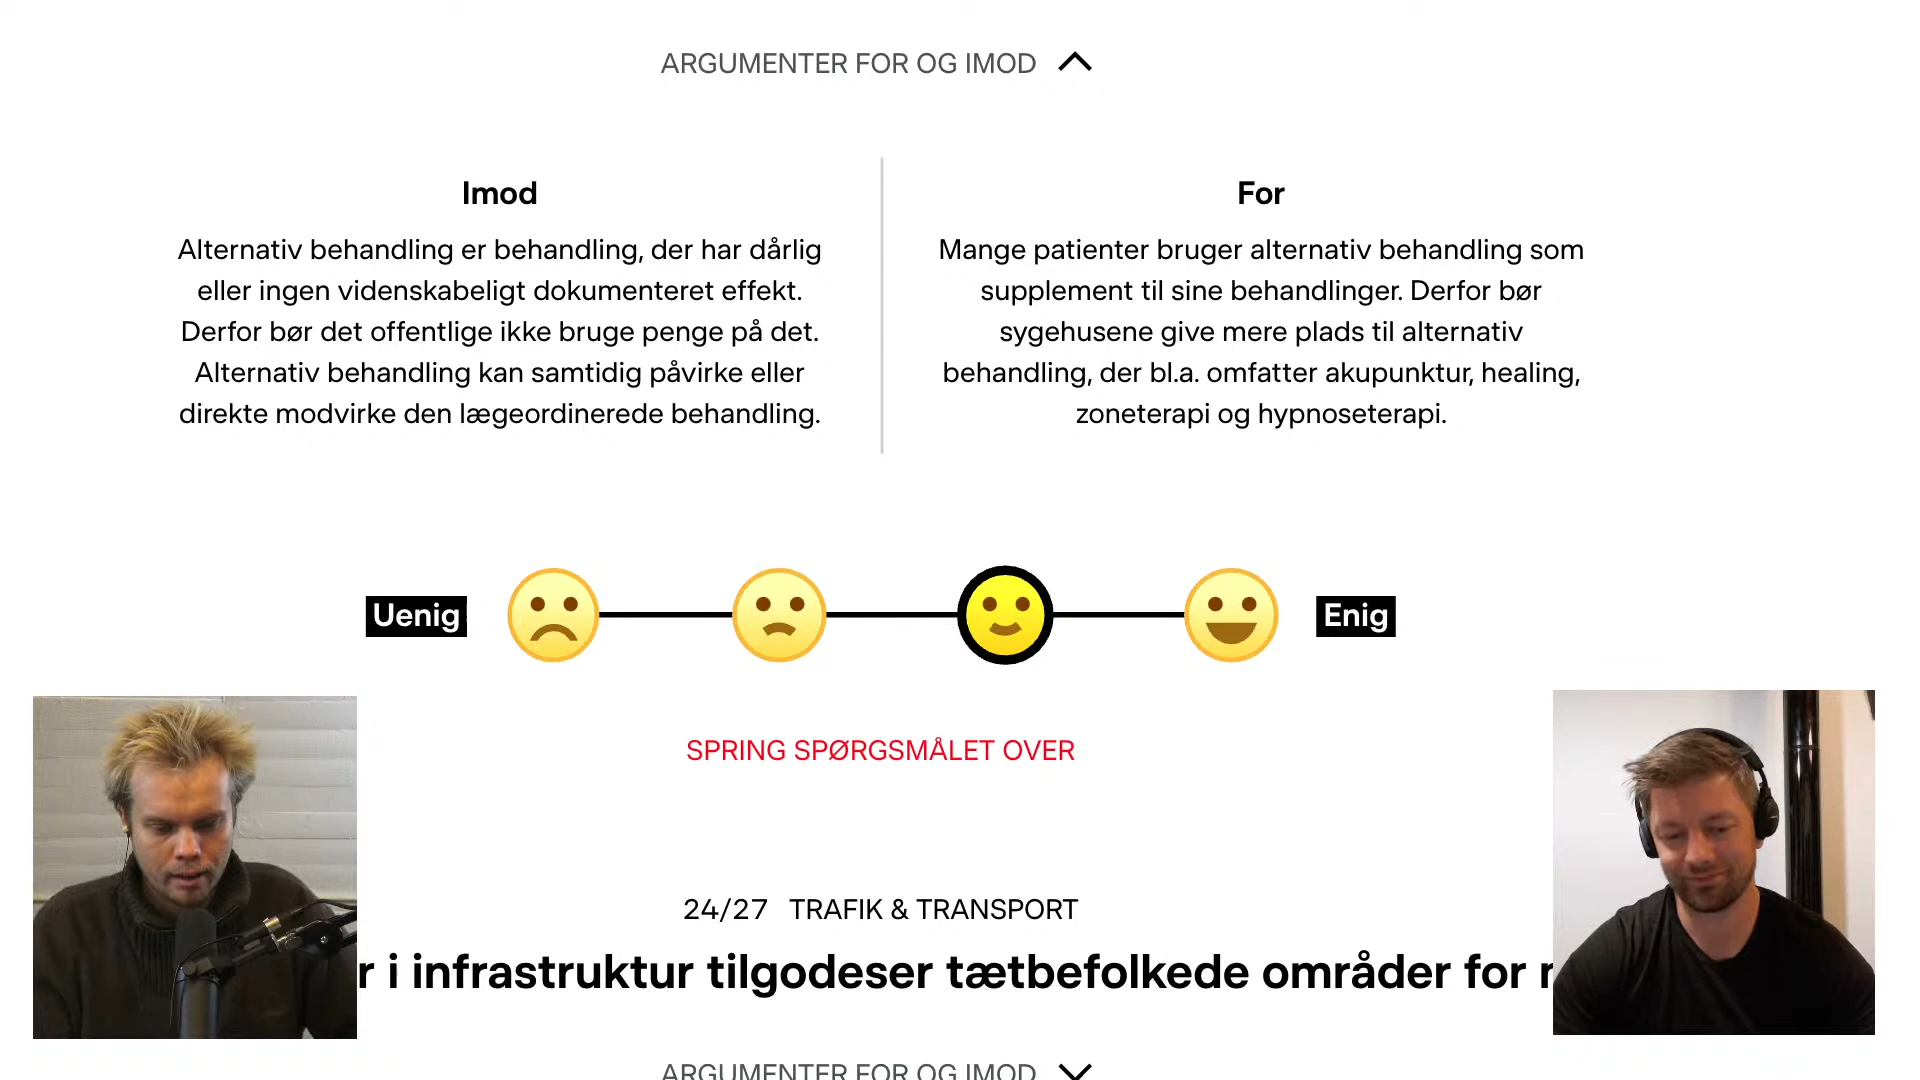 ARGUMENTER FOR OG IMOD
Imod
Alternativ behandling er behandling, der har dårlig
eller ingen videnskabeligt dokumenteret effekt.
Derfor bør det offentlige ikke bruge penge på det.
Alternativ behandling kan samtidig påvirke eller
direkte modvirke den lægeordinerede behandling.
For
Mange patienter bruger alternativ behandling som
supplement til sine behandlinger. Derfor bør
sygehusene give mere plads til alternativ
behandling, der bl.a. omfatter akupunktur, healing,
zoneterapi og hypnoseterapi.
Uenig
Enig
SPRING SPØRGSMÅLET OVER
24/27 TRAFIK & TRANSPORT
i infrastruktur tilgodeser tætbefolkede områder for
ARGUMENTER FOR OG IMOD